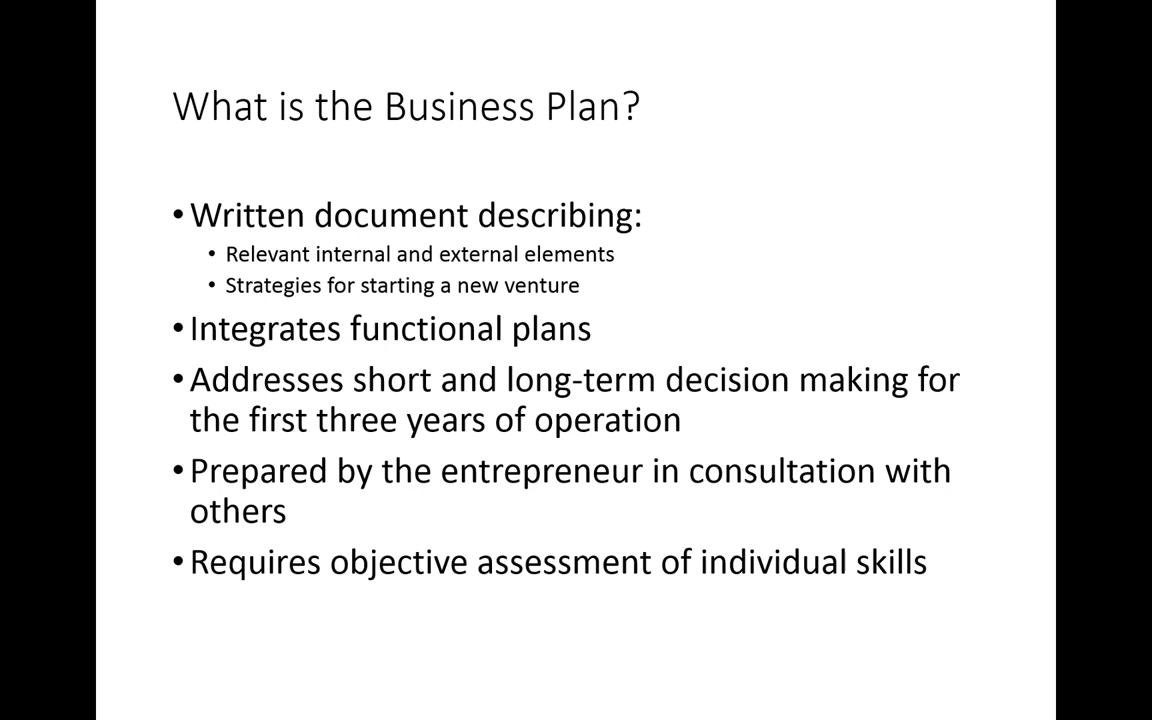 What is the Business Plan?
• Written document describing:
• Relevant internal and external elements
• Strategies for starting a new venture
• Integrates functional plans
• Addresses short and long-term decision making for
the first three years of operation
• Prepared by the entrepreneur in consultation with
others
• Requires objective assessment of individual skills